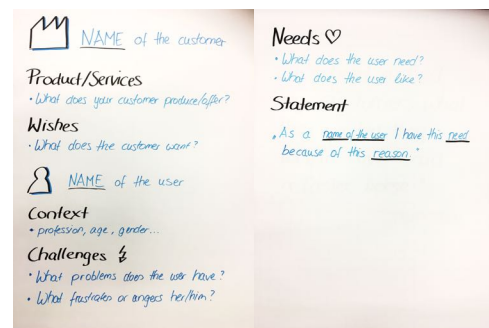 NAME of the customer
Product/Services
• What does your customer produce/offer?
Wishes
• What does the customer want?
NAME of the user
Context
• profession, age, gender...
Challenges
• What problems does the user have?
• What frustrates or angers her/him?
Needs ♡
• What does the user need?
• What does the user like?
Statement
"As a name of the user I have this need
because of this reason."